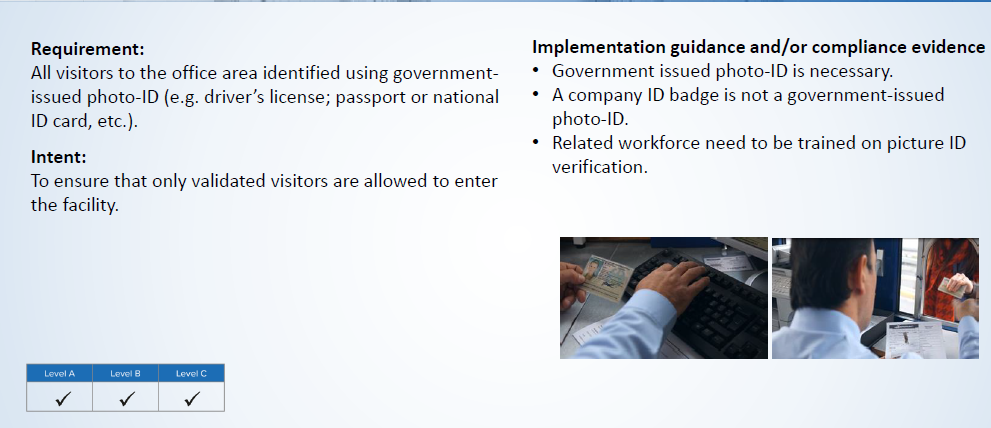 Requirement:
All visitors to the office area identified using government-
issued photo-ID (e.g. driver’s license; passport or national
ID card, etc.).
Intent:
To ensure that only validated visitors are allowed to enter
the facility.
Implementation guidance and/or compliance evidence
• Government issued photo-ID is necessary.
• A company ID badge is not a government-issued
photo-ID.
• Related workforce need to be trained on picture ID
verification.
Level A Level B Level C
✓ ✓ ✓